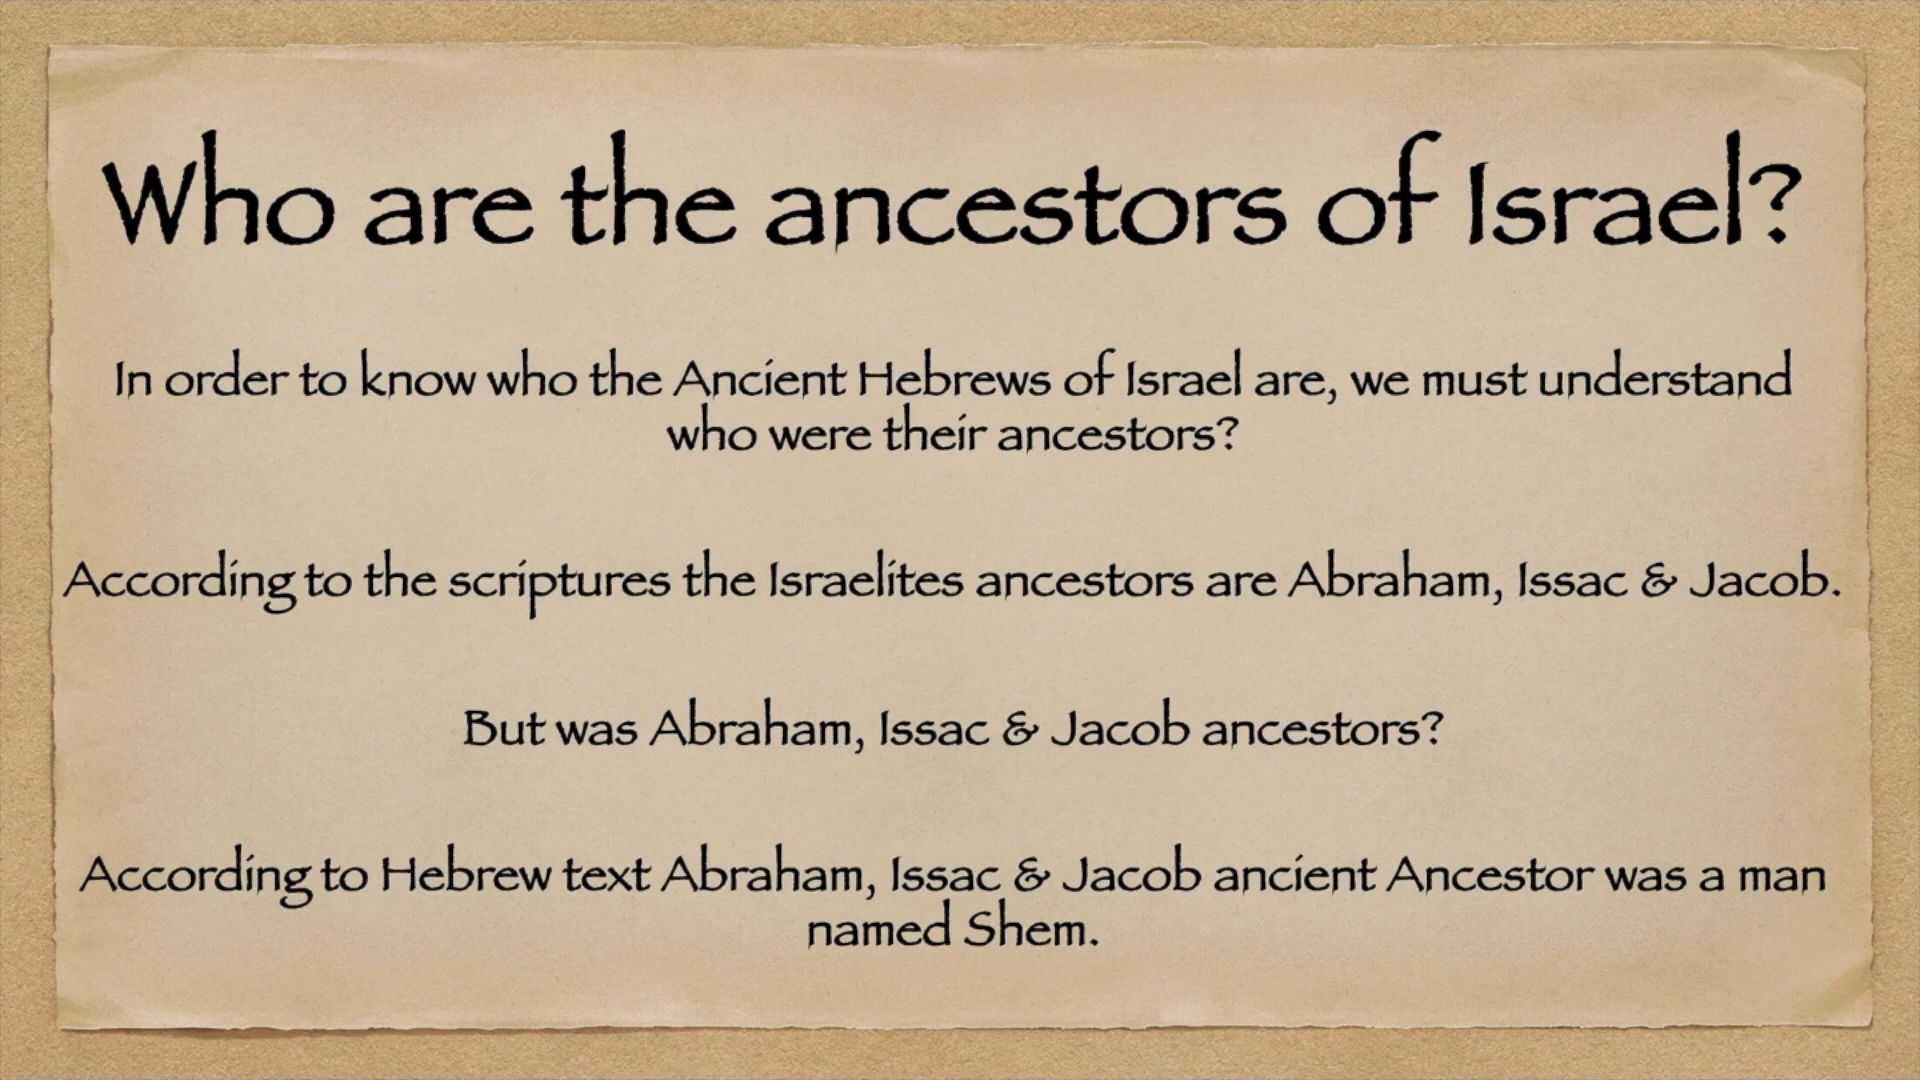 Who are the ancestors of Israel?
In order to know who the Ancient Hebrews of Israel are, we must understand
who were their ancestors?
According to the scriptures the Israelites ancestors are Abraham, Issac & Jacob.
But was Abraham, Issac & Jacob ancestors?
According to Hebrew text Abraham, Issac & Jacob ancient Ancestor was a man
named Shem.